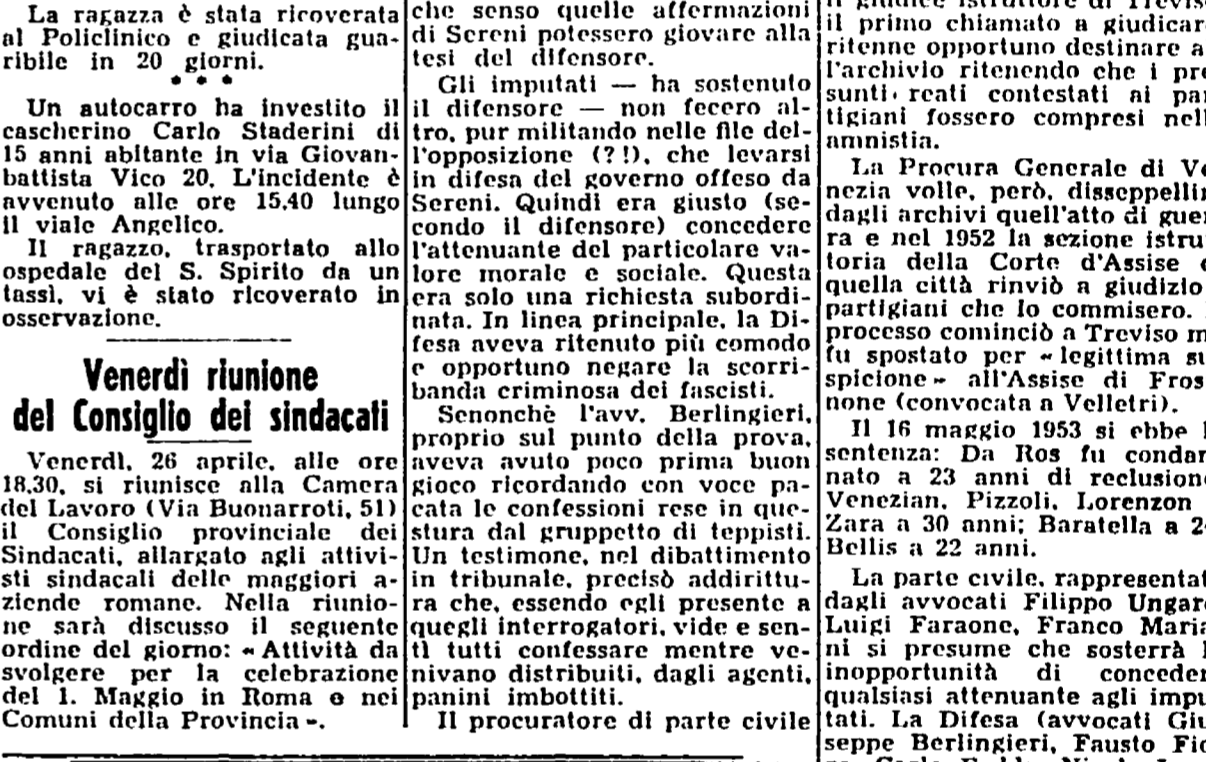 La ragazza è stata ricoverata
al Policlinico e giudicata gua-
ribile in 20 giorni.
* * *
Un autocarro ha investito il
cascherino Carlo Staderini di
15 anni abitante in via Giovan-
battista Vico 20. L'incidente è
avvenuto alle ore 15,40 lungo
il viale Angelico.
Il ragazzo, trasportato allo
ospedale del S. Spirito da un
tassì, vi è stato ricoverato in
osservazione.
Venerdì riunione
del Consiglio dei sindacati
Venerdì, 26 aprile, alle ore
18,30, si riunisce alla Camera
del Lavoro (Via Buonarroti, 51)
il Consiglio provinciale dei
Sindacati, allargato agli attivi-
sti sindacali delle maggiori a-
ziende romane. Nella riunio-
ne sarà discusso il seguente
ordine del giorno: « Attività da
svolgere per la celebrazione
del 1. Maggio in Roma e nei
Comuni della Provincia ».
che senso quelle affermazioni
di Sereni potessero giovare alla
tesi del difensore.
Gli imputati — ha sostenuto
il difensore — non fecero al-
tro, pur militando nelle file del-
l'opposizione (?!), che levarsi
in difesa del governo offeso da
Sereni. Quindi era giusto (se-
condo il difensore) concedere
l'attenuante del particolare va-
lore morale e sociale. Questa
era solo una richiesta subordi-
nata. In linea principale, la Di-
fesa aveva ritenuto più comodo
e opportuno negare la scorri-
banda criminosa dei fascisti.
Senonchè l'avv. Berlingieri,
proprio sul punto della prova,
aveva avuto poco prima buon
gioco ricordando con voce pa-
cata le confessioni rese in que-
stura dal gruppetto di teppisti.
Un testimone, nel dibattimento
in tribunale, precisò addirittu-
ra che, essendo egli presente a
quegli interrogatori, vide e sen-
tì tutti confessare mentre ve-
nivano distribuiti, dagli agenti,
panini imbottiti.
Il procuratore di parte civile
il giudice istruttore di Treviso
il primo chiamato a giudicar
ritenne opportuno destinare a
l'archivio ritenendo che i pre
sunti reati contestati ai par
tigiani fossero compresi nell
amnistia.
La Procura Generale di Ve
nezia volle, però, disseppellir
dagli archivi quell'atto di guer
ra e nel 1952 la sezione istrut
toria della Corte d'Assise
quella città rinviò a giudizio
partigiani che lo commisero.
processo cominciò a Treviso m
fu spostato per « legittima su
spicione » all'Assise di Fros
none (convocata a Velletri).
Il 16 maggio 1953 si ebbe l
sentenza: Da Ros fu condan
nato a 23 anni di reclusione
Venezian, Pizzoli, Lorenzon
Zara a 30 anni; Baratella a 2
Bellis a 22 anni.
La parte civile, rappresentat
dagli avvocati Filippo Ungar
Luigi Faraone, Franco Maria
ni si presume che sosterrà l
inopportunità di conceder
qualsiasi attenuante agli impu
tati. La Difesa (avvocati Giu
seppe Berlingieri, Fausto Fio